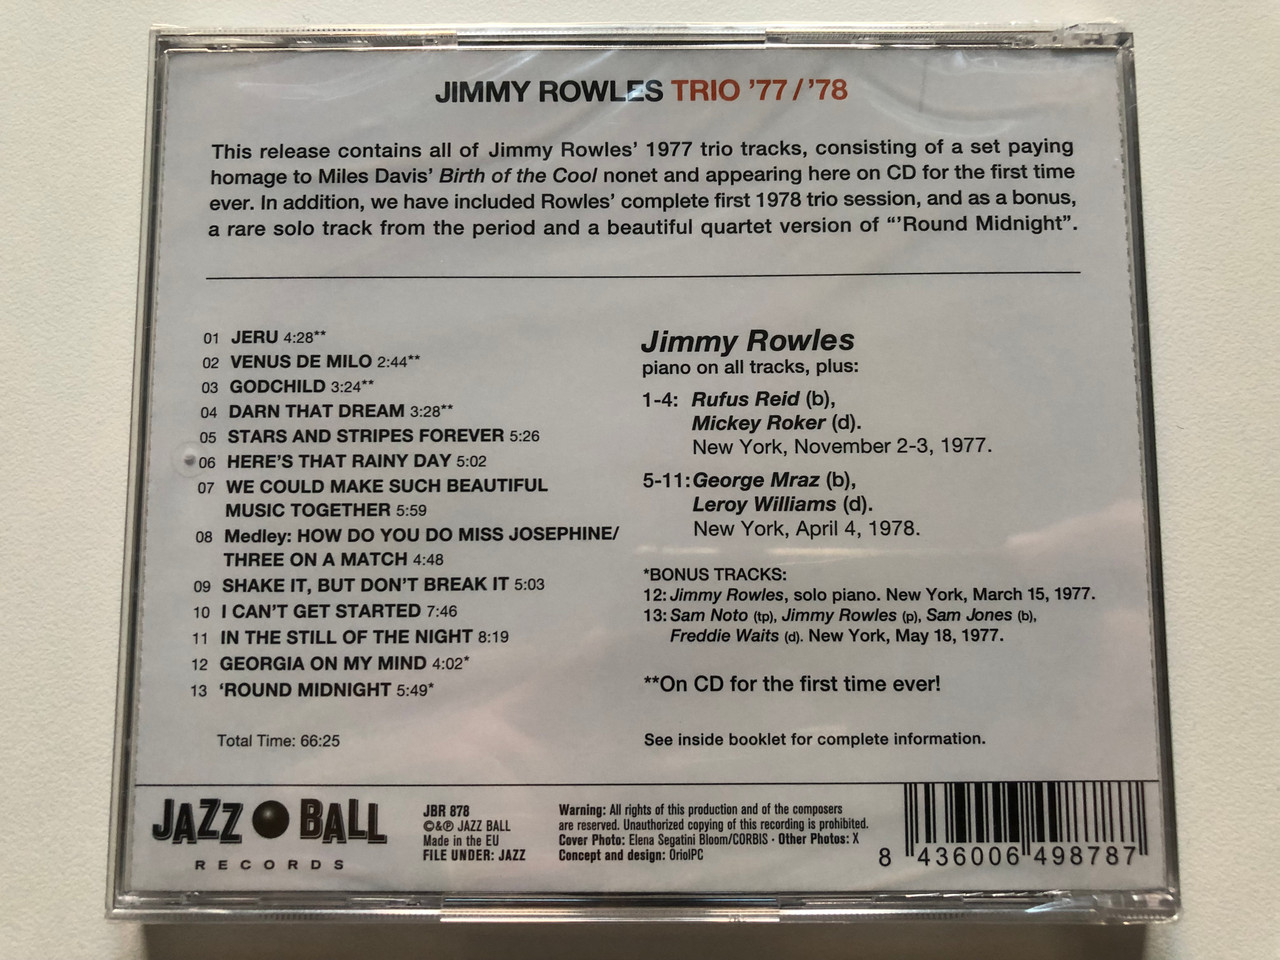 JIMMY ROWLES TRIO ’77 / ’78
This release contains all of Jimmy Rowles’ 1977 trio tracks, consisting of a set paying
homage to Miles Davis’ Birth of the Cool nonet and appearing here on CD for the first time
ever. In addition, we have included Rowles’ complete first 1978 trio session, and as a bonus,
a rare solo track from the period and a beautiful quartet version of “’Round Midnight”.
01 JERU 4:28**
02 VENUS DE MILO 2:44**
03 GODCHILD 3:24**
04 DARN THAT DREAM 3:28**
05 STARS AND STRIPES FOREVER 5:26
06 HERE’S THAT RAINY DAY 5:02
07 WE COULD MAKE SUCH BEAUTIFUL
MUSIC TOGETHER 5:59
08 Medley: HOW DO YOU DO MISS JOSEPHINE/
THREE ON A MATCH 4:48
09 SHAKE IT, BUT DON’T BREAK IT 5:03
10 I CAN’T GET STARTED 7:46
11 IN THE STILL OF THE NIGHT 8:19
12 GEORGIA ON MY MIND 4:02*
13 ‘ROUND MIDNIGHT 5:49*
Total Time: 66:25
Jimmy Rowles
piano on all tracks, plus:
1-4: Rufus Reid (b),
Mickey Roker (d).
New York, November 2-3, 1977.
5-11: George Mraz (b),
Leroy Williams (d).
New York, April 4, 1978.
*BONUS TRACKS:
12: Jimmy Rowles, solo piano. New York, March 15, 1977.
13: Sam Noto (tp), Jimmy Rowles (p), Sam Jones (b),
Freddie Waits (d). New York, May 18, 1977.
**On CD for the first time ever!
See inside booklet for complete information.
JAZZ BALL
RECORDS
JBR 878
©&℗ JAZZ BALL
Made in the EU
FILE UNDER: JAZZ
Warning: All rights of this production and of the composers
are reserved. Unauthorized copying of this recording is prohibited.
Cover Photo: Elena Segatini Bloom/CORBIS · Other Photos: X
Concept and design: OriolPC
8 436006 498787